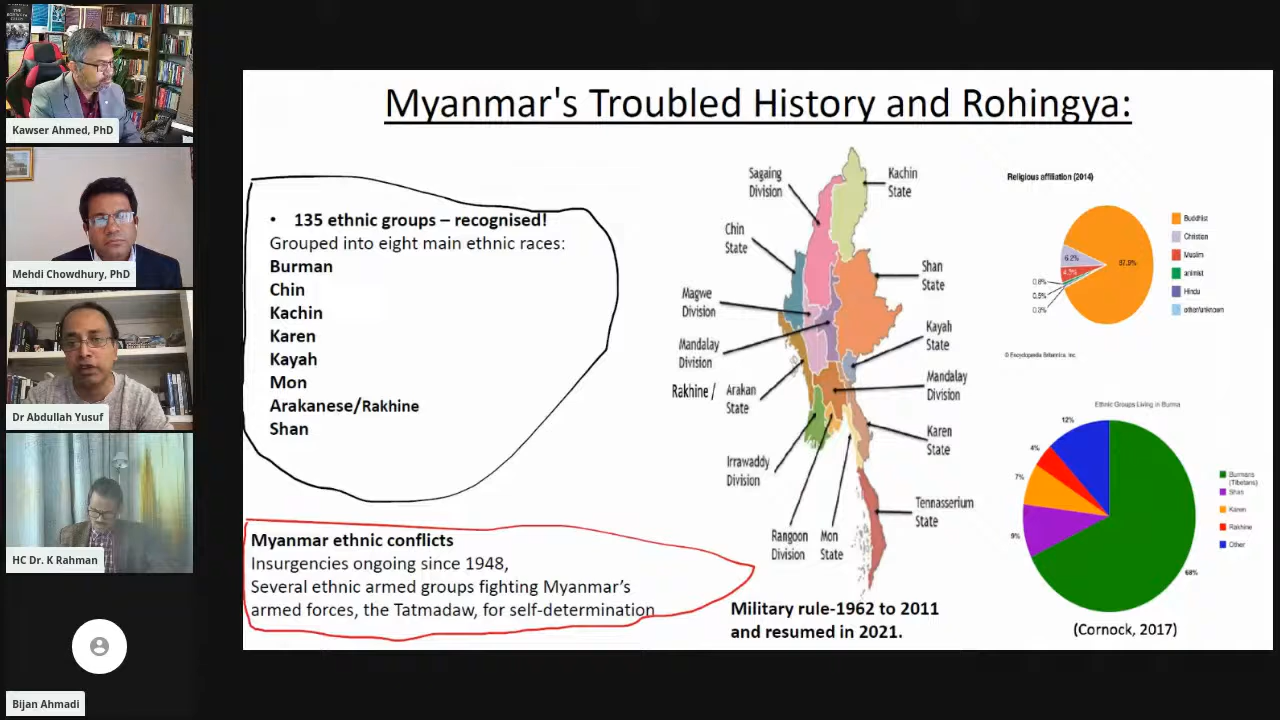 Kawser Ahmed, PhD
Mehdi Chowdhury, PhD
Dr Abdullah Yusuf
HC Dr. K Rahman
Bijan Ahmadi
Myanmar's Troubled History and Rohingya:
• 135 ethnic groups – recognised!
Grouped into eight main ethnic races:
Burman
Chin
Kachin
Karen
Kayah
Mon
Arakanese/Rakhine
Shan
Myanmar ethnic conflicts
Insurgencies ongoing since 1948,
Several ethnic armed groups fighting Myanmar's
armed forces, the Tatmadaw, for self-determination
Sagaing
Division
Kachin
State
Chin
State
Shan
State
Magwe
Division
Kayah
State
Mandalay
Division
Rakhine /
Arakan
State
Mandalay
Division
Karen
State
Irrawaddy
Division
Tennasserium
State
Rangoon
Division
Mon
State
Military rule-1962 to 2011
and resumed in 2021.
Religious affiliation (2014)
87.9%
6.2%
4.3%
0.8%
0.5%
0.3%
Buddhist
Christian
Muslim
animist
Hindu
other/unknown
© Encyclopædia Britannica, Inc.
Ethnic Groups Living in Burma
12%
4%
7%
9%
68%
Burmans
(Tibetans)
Shas
Karen
Rakhine
Other
(Cornock, 2017)